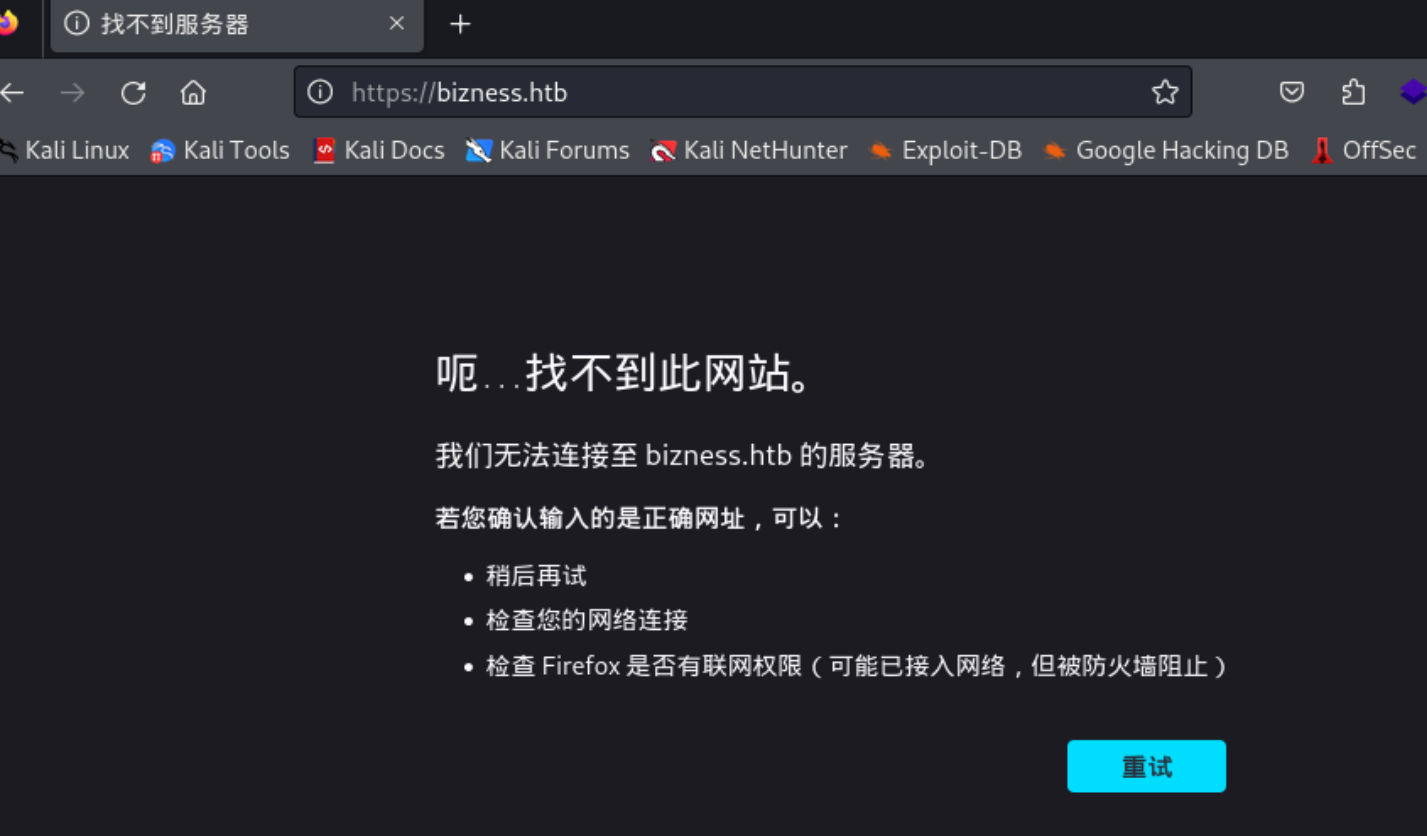 找不到服务器
https://bizness.htb
Kali Linux Kali Tools Kali Docs Kali Forums Kali NetHunter Exploit-DB Google Hacking DB OffSec
呃…找不到此网站。
我们无法连接至 bizness.htb 的服务器。
若您确认输入的是正确网址，可以：
• 稍后再试
• 检查您的网络连接
• 检查 Firefox 是否有联网权限（可能已接入网络，但被防火墙阻止）
重试